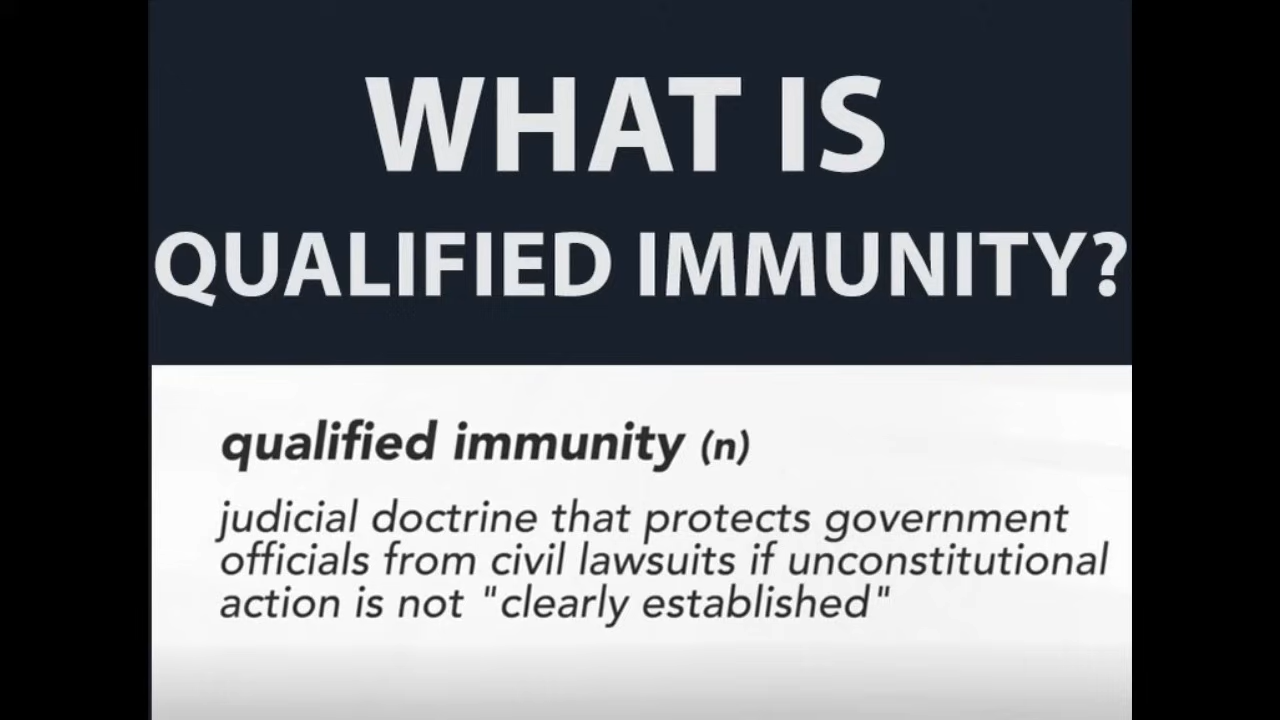 WHAT IS
QUALIFIED IMMUNITY?
qualified immunity (n)
judicial doctrine that protects government
officials from civil lawsuits if unconstitutional
action is not "clearly established"